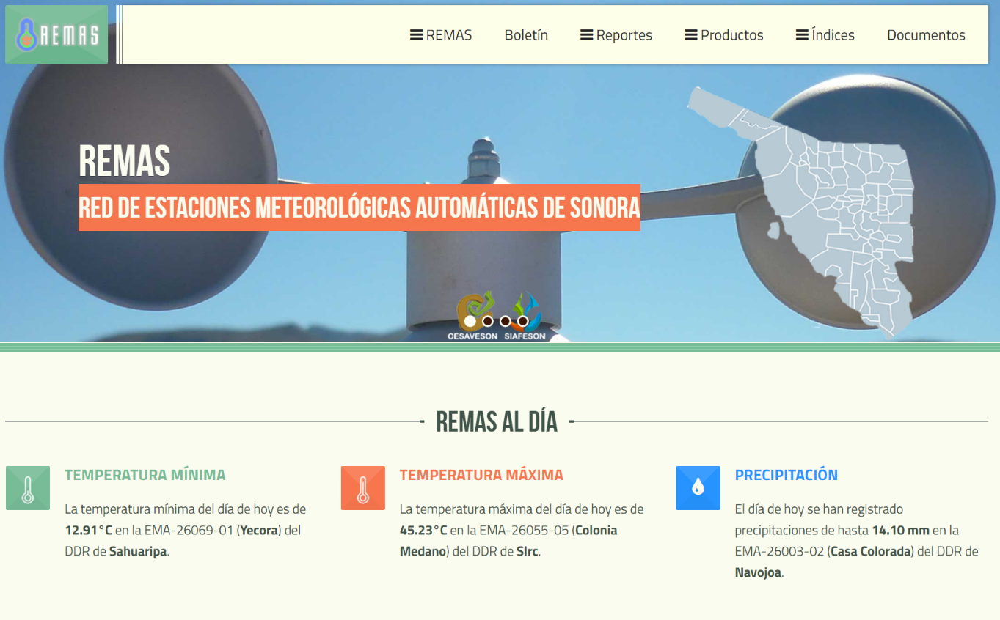 REMAS
REMAS
Boletín
Reportes
Productos
Índices
Documentos
REMAS
RED DE ESTACIONES METEOROLÓGICAS AUTOMÁTICAS DE SONORA
CESAVESON SIAFESON
REMAS AL DÍA
TEMPERATURA MÍNIMA
La temperatura mínima del día de hoy es de
12.91°C en la EMA-26069-01 (Yecora) del
DDR de Sahuaripa.
TEMPERATURA MÁXIMA
La temperatura máxima del día de hoy es de
45.23°C en la EMA-26055-05 (Colonia
Medano) del DDR de Slrc.
PRECIPITACIÓN
El día de hoy se han registrado
precipitaciones de hasta 14.10 mm en la
EMA-26003-02 (Casa Colorada) del DDR de
Navojoa.